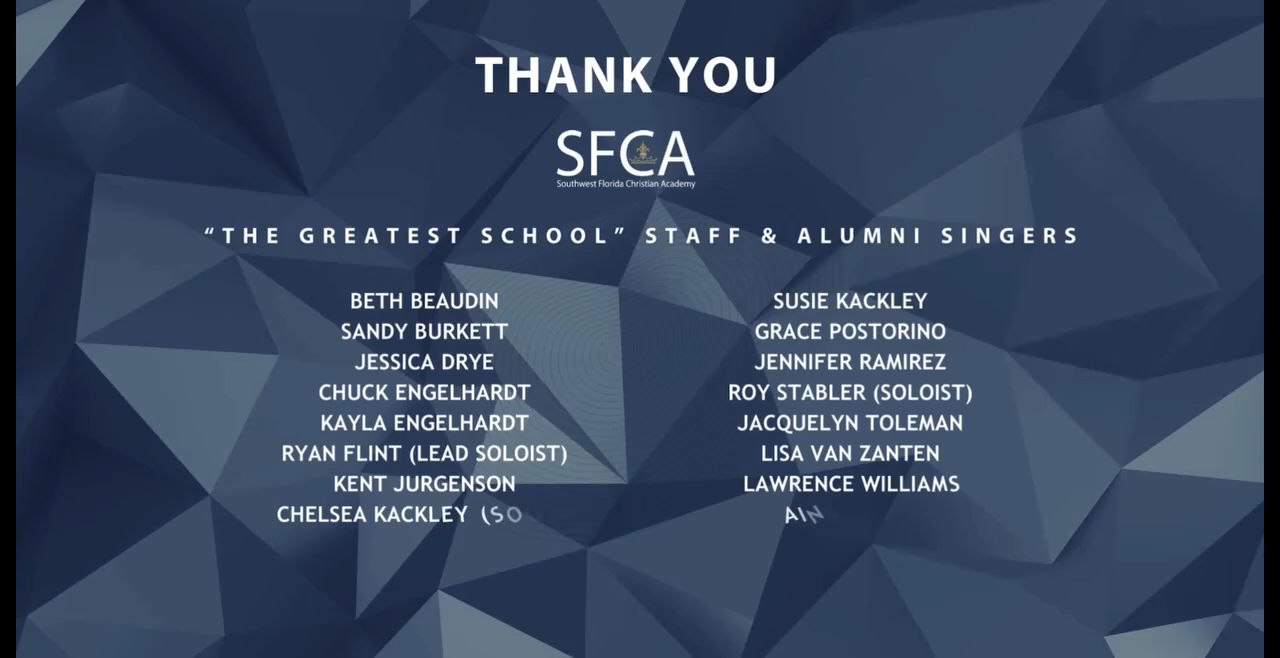 THANK YOU
SFCA
Southwest Florida Christian Academy
“THE GREATEST SCHOOL” STAFF & ALUMNI SINGERS
BETH BEAUDIN
SANDY BURKETT
JESSICA DRYE
CHUCK ENGELHARDT
KAYLA ENGELHARDT
RYAN FLINT (LEAD SOLOIST)
KENT JURGENSON
CHELSEA KACKLEY (SO
SUSIE KACKLEY
GRACE POSTORINO
JENNIFER RAMIREZ
ROY STABLER (SOLOIST)
JACQUELYN TOLEMAN
LISA VAN ZANTEN
LAWRENCE WILLIAMS
AIN